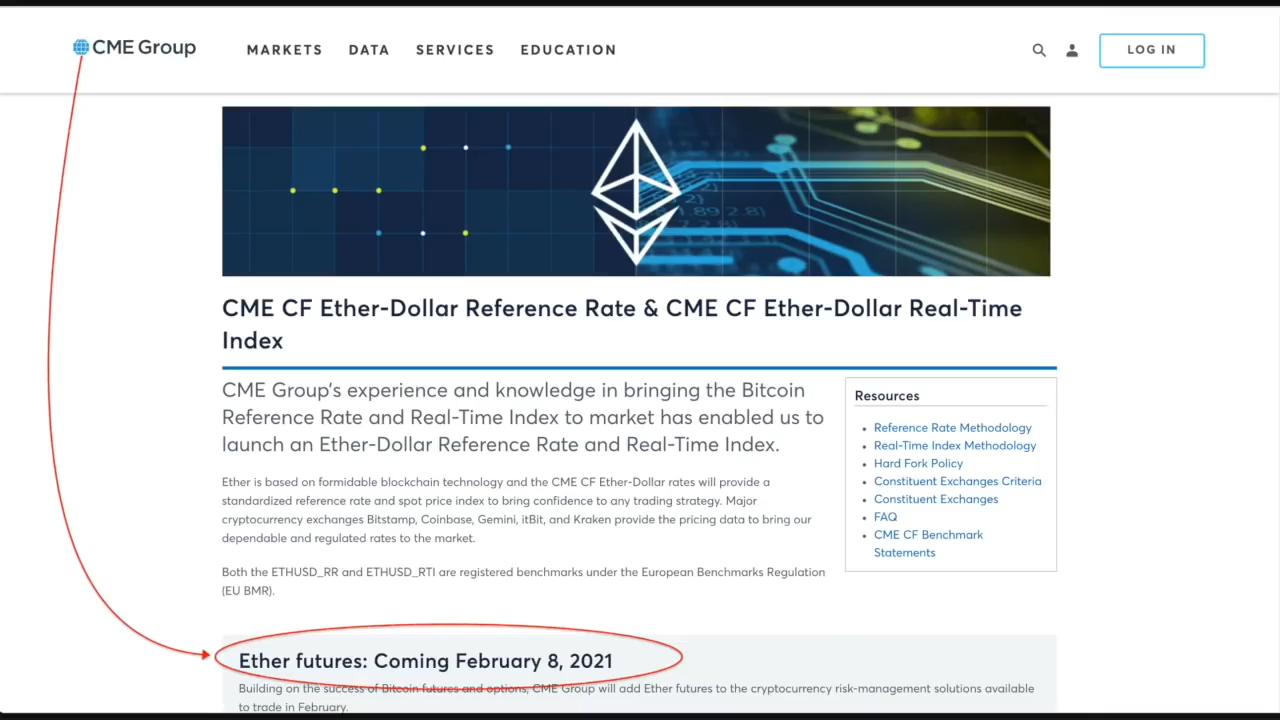 CME Group
MARKETS DATA SERVICES EDUCATION
LOG IN
1.89 2.8)
CME CF Ether-Dollar Reference Rate & CME CF Ether-Dollar Real-Time
Index
CME Group's experience and knowledge in bringing the Bitcoin
Reference Rate and Real-Time Index to market has enabled us to
launch an Ether-Dollar Reference Rate and Real-Time Index.
Ether is based on formidable blockchain technology and the CME CF Ether-Dollar rates will provide a
standardized reference rate and spot price index to bring confidence to any trading strategy. Major
cryptocurrency exchanges Bitstamp, Coinbase, Gemini, itBit, and Kraken provide the pricing data to bring our
dependable and regulated rates to the market.
Both the ETHUSD_RR and ETHUSD_RTI are registered benchmarks under the European Benchmarks Regulation
(EU BMR).
Resources
Reference Rate Methodology
Real-Time Index Methodology
Hard Fork Policy
Constituent Exchanges Criteria
Constituent Exchanges
FAQ
CME CF Benchmark
Statements
Ether futures: Coming February 8, 2021
Building on the success of Bitcoin futures and options, CME Group will add Ether futures to the cryptocurrency risk-management solutions available
to trade in February.